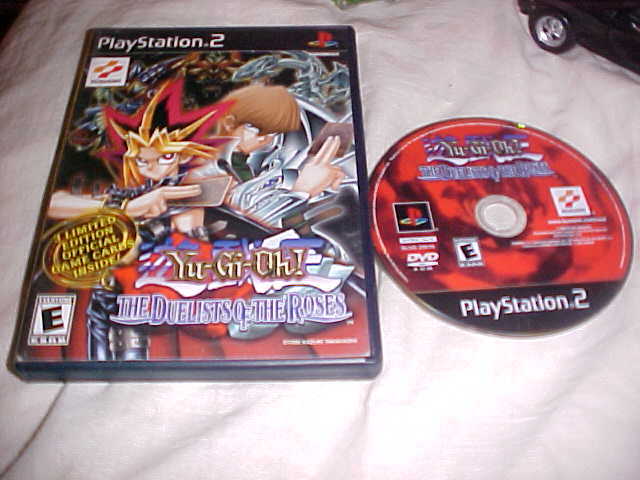 PlayStation 2
KONAMI
LIMITED
EDITION
OFFICIAL
GAME CARDS
INSIDE!
Yu-Gi-Oh!
THE DUELISTS OF THE ROSES
EVERYONE
E
Yu-Gi-Oh!
THE DUELISTS OF THE ROSES
KONAMI
DVD
E
PlayStation 2